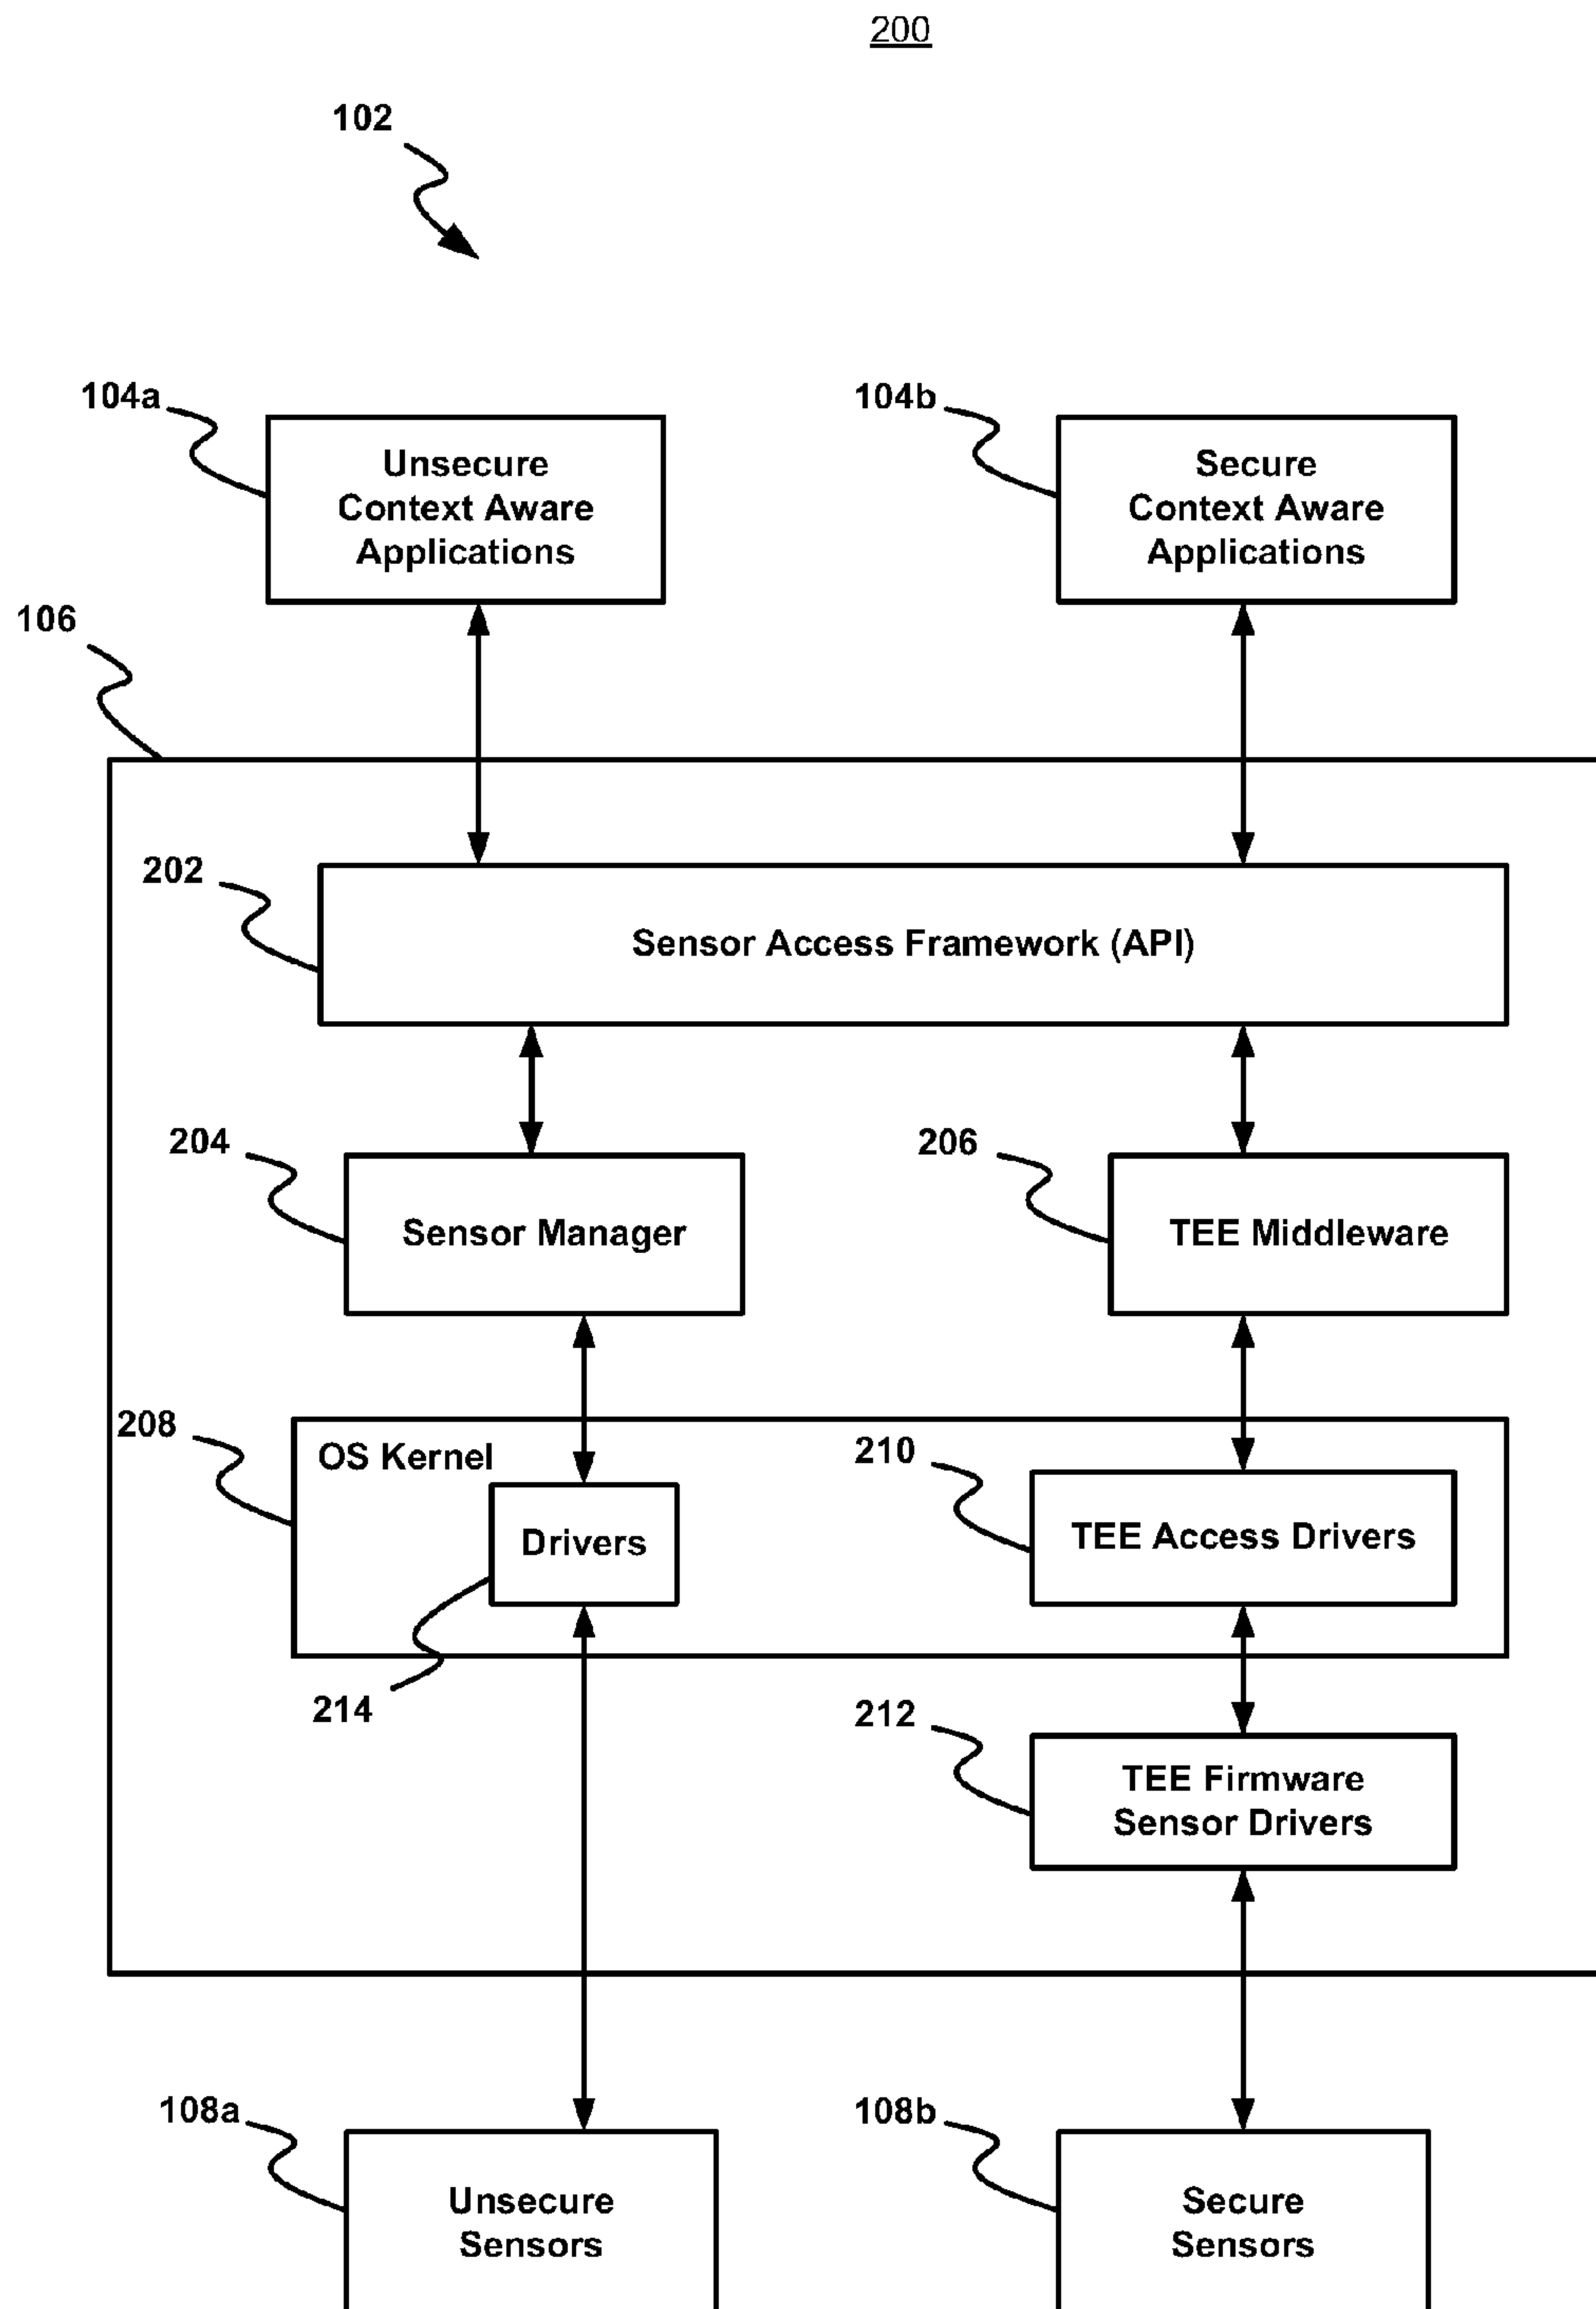 200
102
104a
Unsecure
Context Aware
Applications
104b
Secure
Context Aware
Applications
106
202
Sensor Access Framework (API)
204
Sensor Manager
206
TEE Middleware
208
OS Kernel
Drivers
210
TEE Access Drivers
214
212
TEE Firmware
Sensor Drivers
108a
Unsecure
Sensors
108b
Secure
Sensors